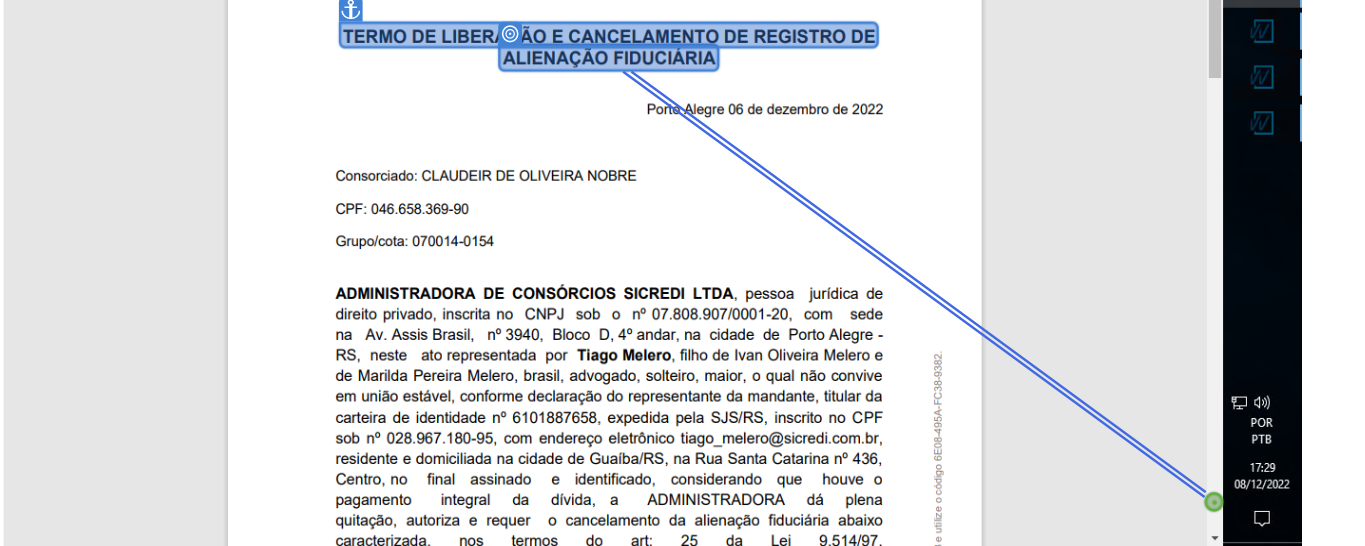 TERMO DE LIBERAÇÃO E CANCELAMENTO DE REGISTRO DE
ALIENAÇÃO FIDUCIÁRIA
Porto Alegre 06 de dezembro de 2022
Consorciado: CLAUDEIR DE OLIVEIRA NOBRE
CPF: 046.658.369-90
Grupo/cota: 070014-0154
ADMINISTRADORA DE CONSÓRCIOS SICREDI LTDA, pessoa jurídica de
direito privado, inscrita no CNPJ sob o nº 07.808.907/0001-20, com sede
na Av. Assis Brasil, nº 3940, Bloco D, 4º andar, na cidade de Porto Alegre -
RS, neste ato representada por Tiago Melero, filho de Ivan Oliveira Melero e
de Marilda Pereira Melero, brasil, advogado, solteiro, maior, o qual não convive
em união estável, conforme declaração do representante da mandante, titular da
carteira de identidade nº 6101887658, expedida pela SJS/RS, inscrito no CPF
sob nº 028.967.180-95, com endereço eletrônico tiago_melero@sicredi.com.br,
residente e domiciliada na cidade de Guaíba/RS, na Rua Santa Catarina nº 436,
Centro, no final assinado e identificado, considerando que houve o
pagamento integral da dívida, a ADMINISTRADORA dá plena
quitação, autoriza e requer o cancelamento da alienação fiduciária abaixo
caracterizada, nos termos do art: 25 da Lei 9.514/97.
e utilize o código 6E08-495A-FC38-9382.
POR
PTB
17:29
08/12/2022